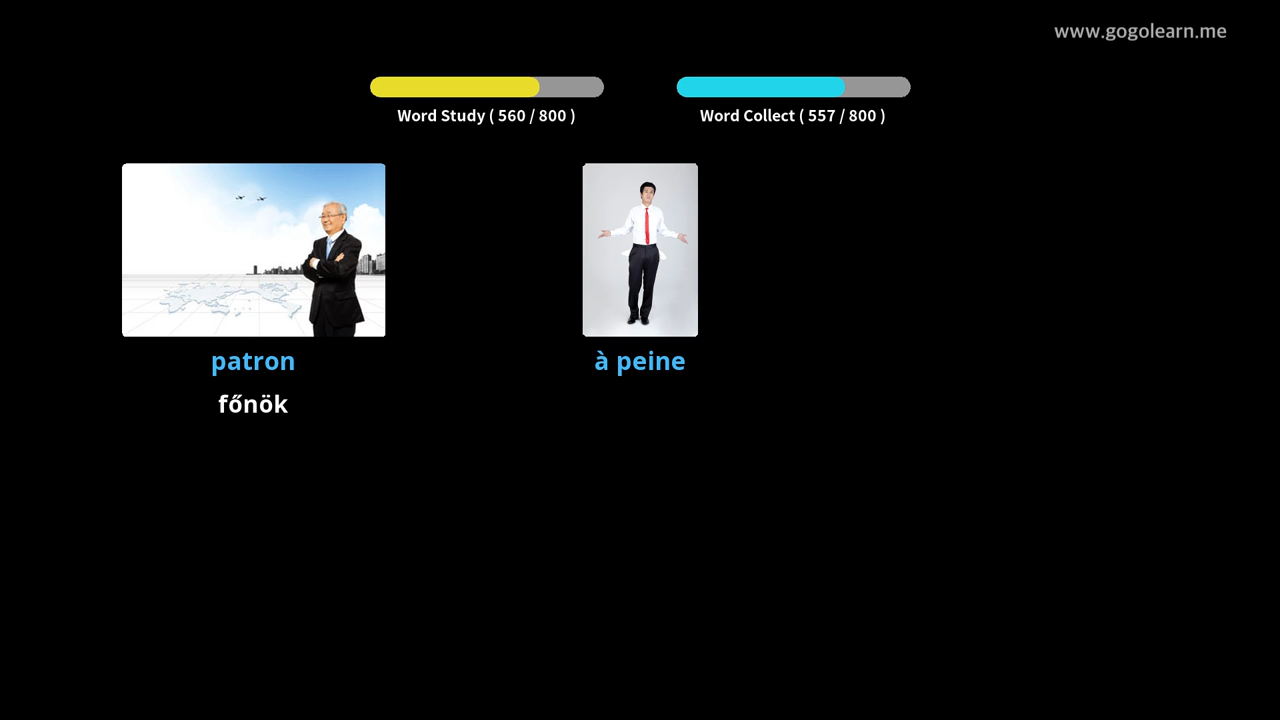 www.gogolearn.me
Word Study ( 560 / 800 )
Word Collect ( 557 / 800 )
patron
à peine
főnök